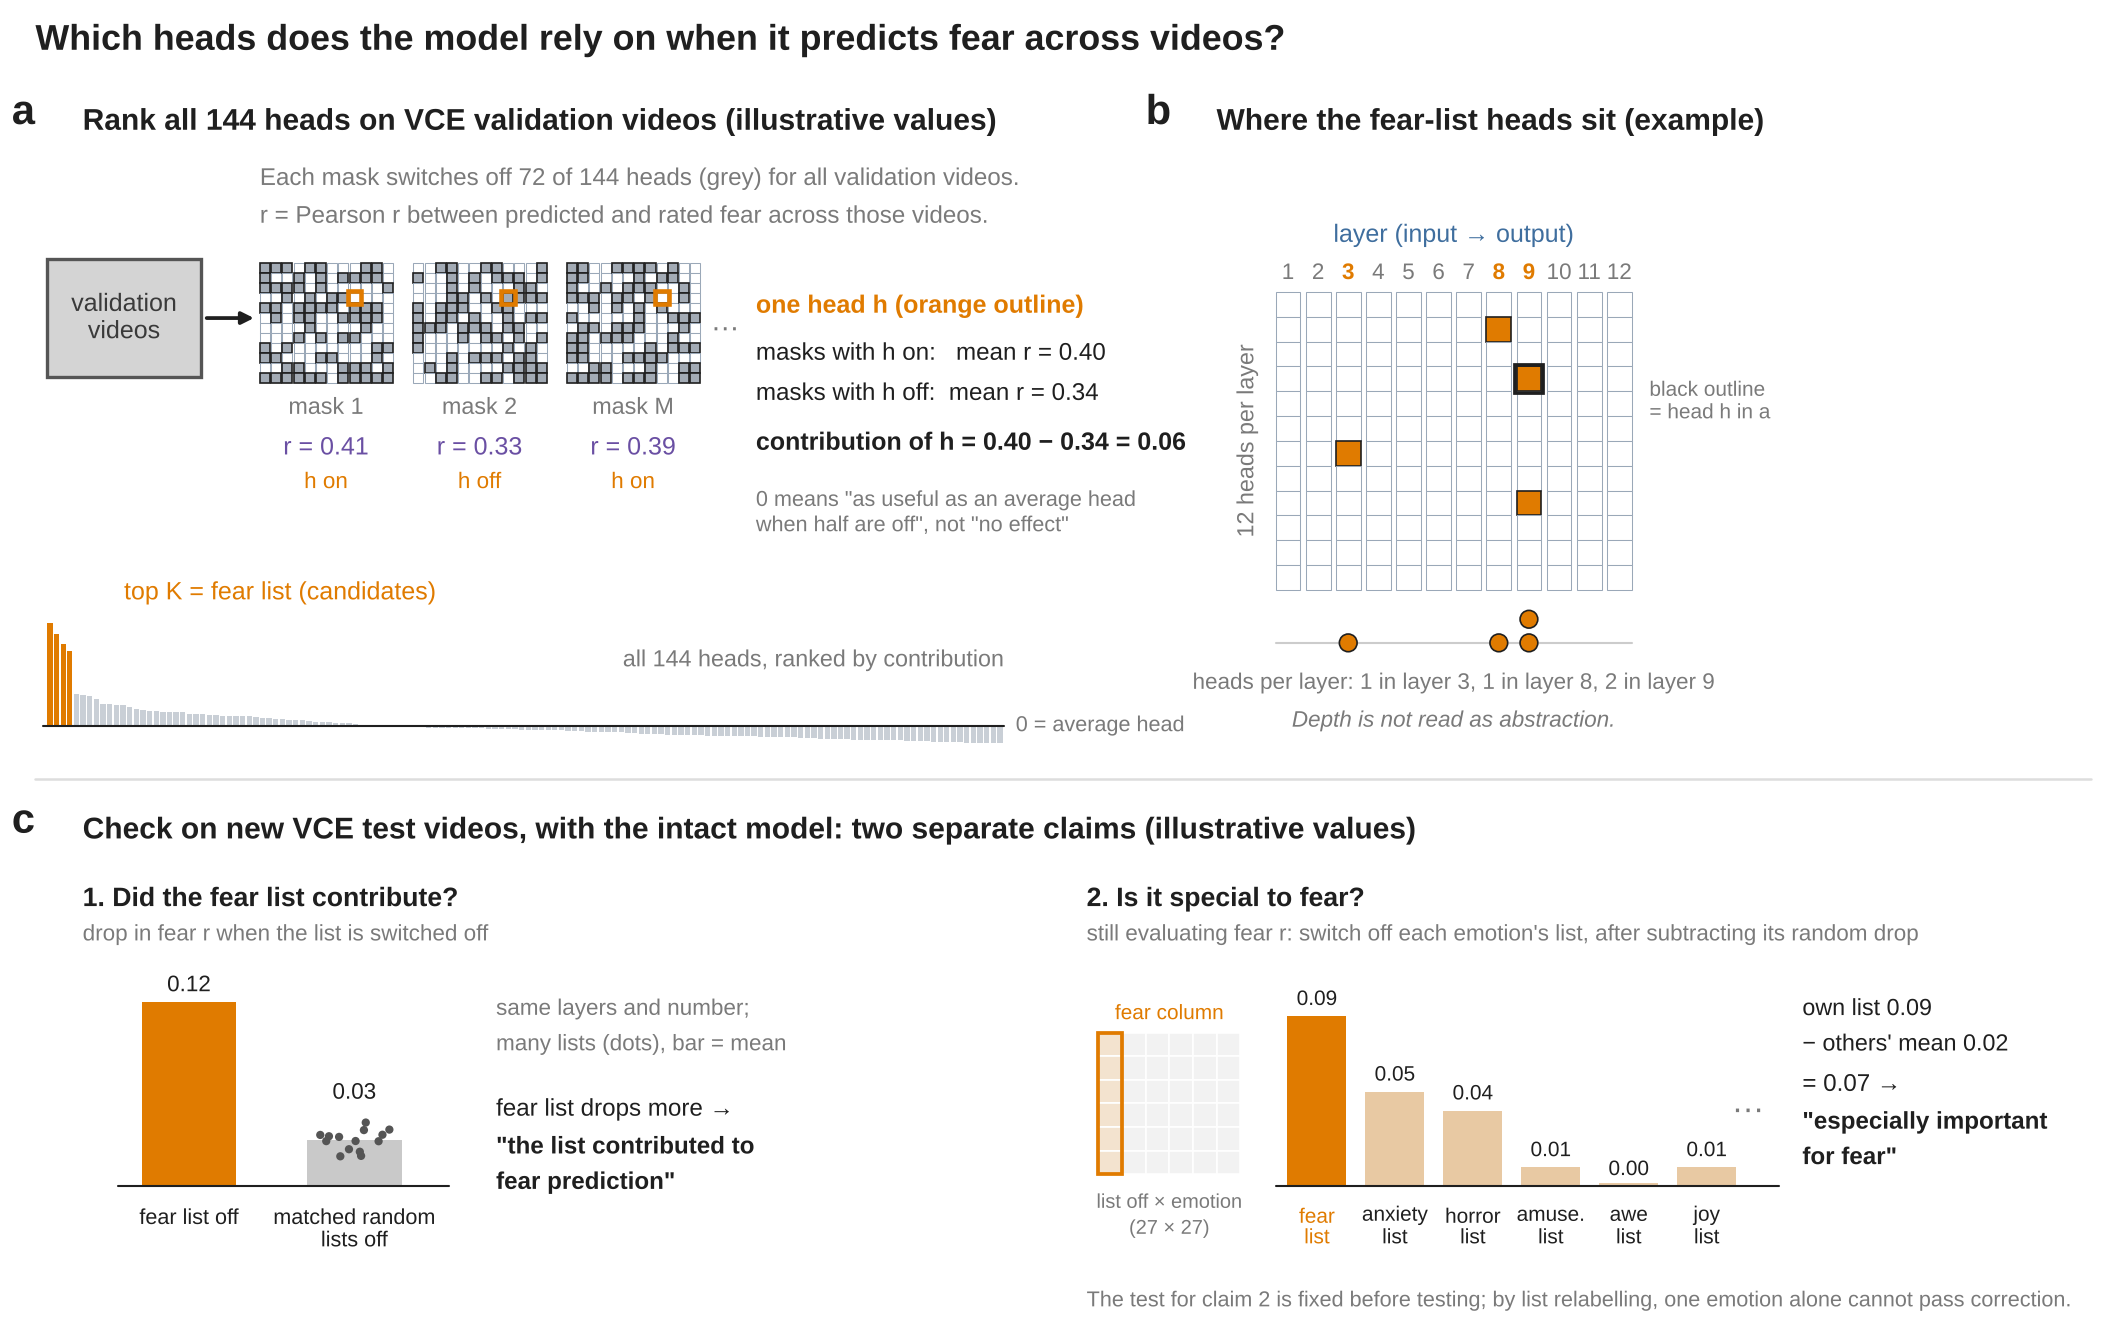 Which heads does the model rely on when it predicts fear across videos?
a
Rank all 144 heads on VCE validation videos (illustrative values)
Each mask switches off 72 of 144 heads (grey) for all validation videos.
r = Pearson r between predicted and rated fear across those videos.
validation
videos
mask 1
r = 0.41
h on
mask 2
r = 0.33
h off
mask M
r = 0.39
h on
...
one head h (orange outline)
masks with h on: mean r = 0.40
masks with h off: mean r = 0.34
contribution of h = 0.40 − 0.34 = 0.06
0 means "as useful as an average head
when half are off", not "no effect"
top K = fear list (candidates)
all 144 heads, ranked by contribution
0 = average head
b
Where the fear-list heads sit (example)
layer (input → output)
1 2 3 4 5 6 7 8 9 10 11 12
12 heads per layer
black outline
= head h in a
heads per layer: 1 in layer 3, 1 in layer 8, 2 in layer 9
Depth is not read as abstraction.
c
Check on new VCE test videos, with the intact model: two separate claims (illustrative values)
1. Did the fear list contribute?
drop in fear r when the list is switched off
0.12
0.03
fear list off
matched random
lists off
same layers and number;
many lists (dots), bar = mean
fear list drops more →
"the list contributed to
fear prediction"
2. Is it special to fear?
still evaluating fear r: switch off each emotion's list, after subtracting its random drop
fear column
list off × emotion
(27 × 27)
0.09
0.05
0.04
0.01
0.00
0.01
...
fear
list
anxiety
list
horror
list
amuse.
list
awe
list
joy
list
own list 0.09
− others' mean 0.02
= 0.07 →
"especially important
for fear"
The test for claim 2 is fixed before testing; by list relabelling, one emotion alone cannot pass correction.